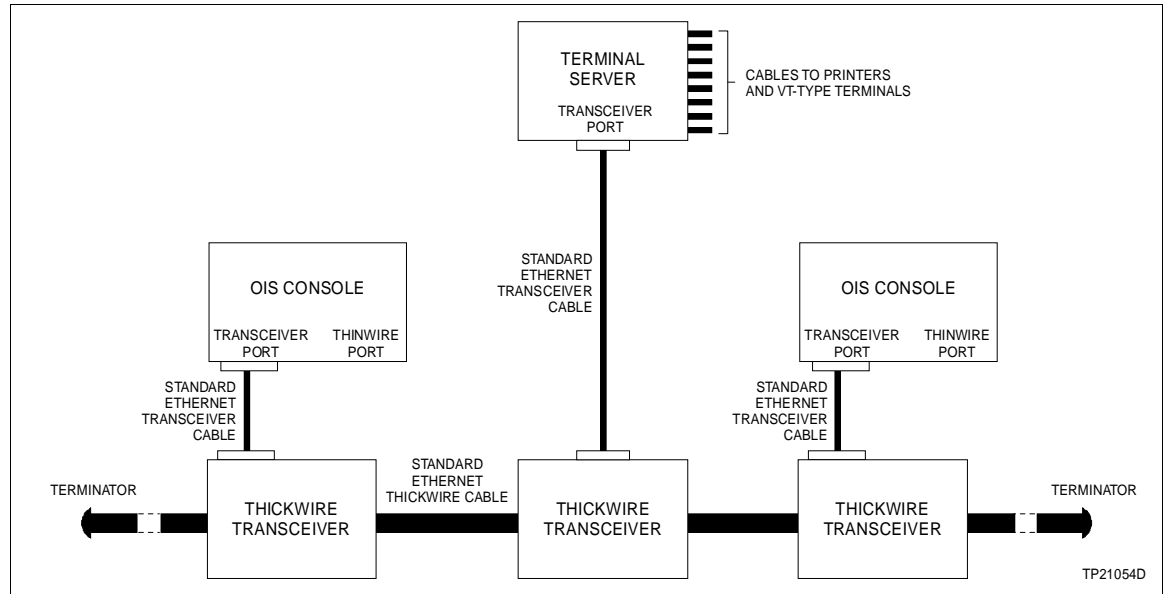 TERMINAL
SERVER
TRANSCEIVER
PORT
CABLES TO PRINTERS
AND VT-TYPE TERMINALS
STANDARD
ETHERNET
TRANSCEIVER
CABLE
OIS CONSOLE
TRANSCEIVER
PORT
THINWIRE
PORT
OIS CONSOLE
TRANSCEIVER
PORT
THINWIRE
PORT
STANDARD
ETHERNET
TRANSCEIVER
CABLE
STANDARD
ETHERNET
TRANSCEIVER
CABLE
TERMINATOR
THICKWIRE
TRANSCEIVER
STANDARD
ETHERNET
THICKWIRE CABLE
THICKWIRE
TRANSCEIVER
THICKWIRE
TRANSCEIVER
TERMINATOR
TP21054D